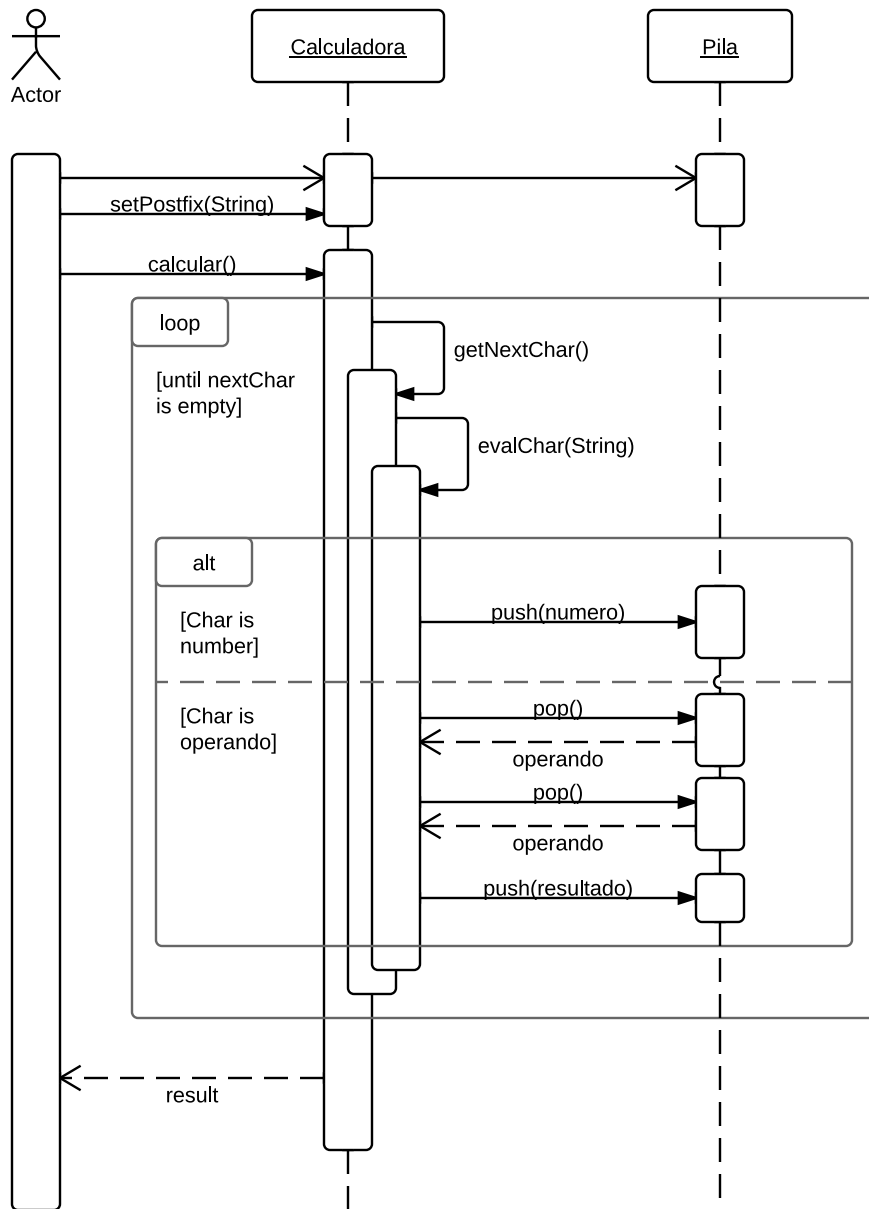 Calculadora
Pila
Actor
setPostfix(String)
calcular()
loop
getNextChar()
[until nextChar
is empty]
evalChar(String)
alt
[Char is
number]
push(numero)
[Char is
operando]
pop()
operando
pop()
operando
push(resultado)
result